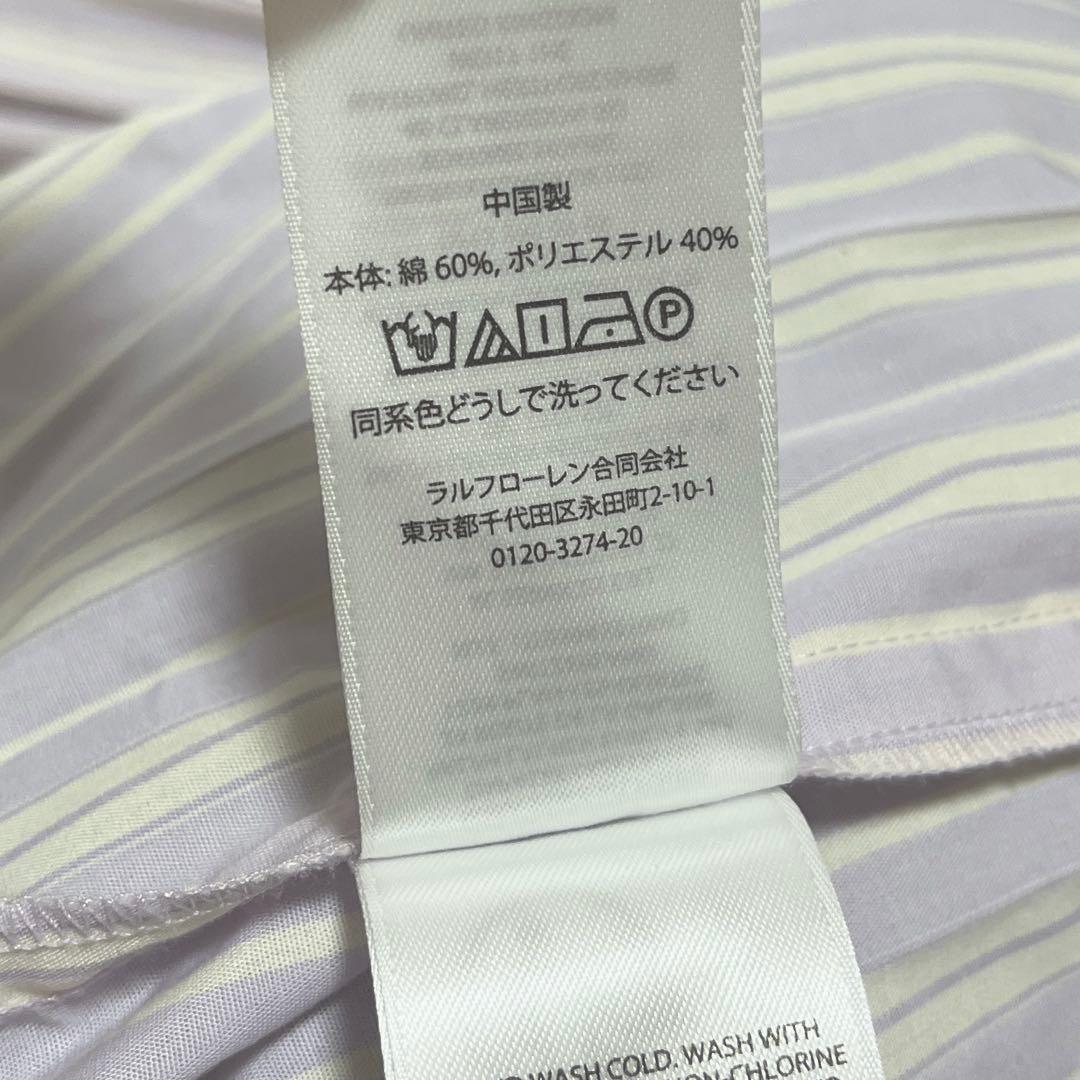 中国製
本体: 綿 60%, ポリエステル 40%
P
同系色どうしで洗ってください
ラルフローレン合同会社
東京都千代田区永田町2-10-1
0120-3274-20
WASH COLD. WASH WITH
NON-CHLORINE